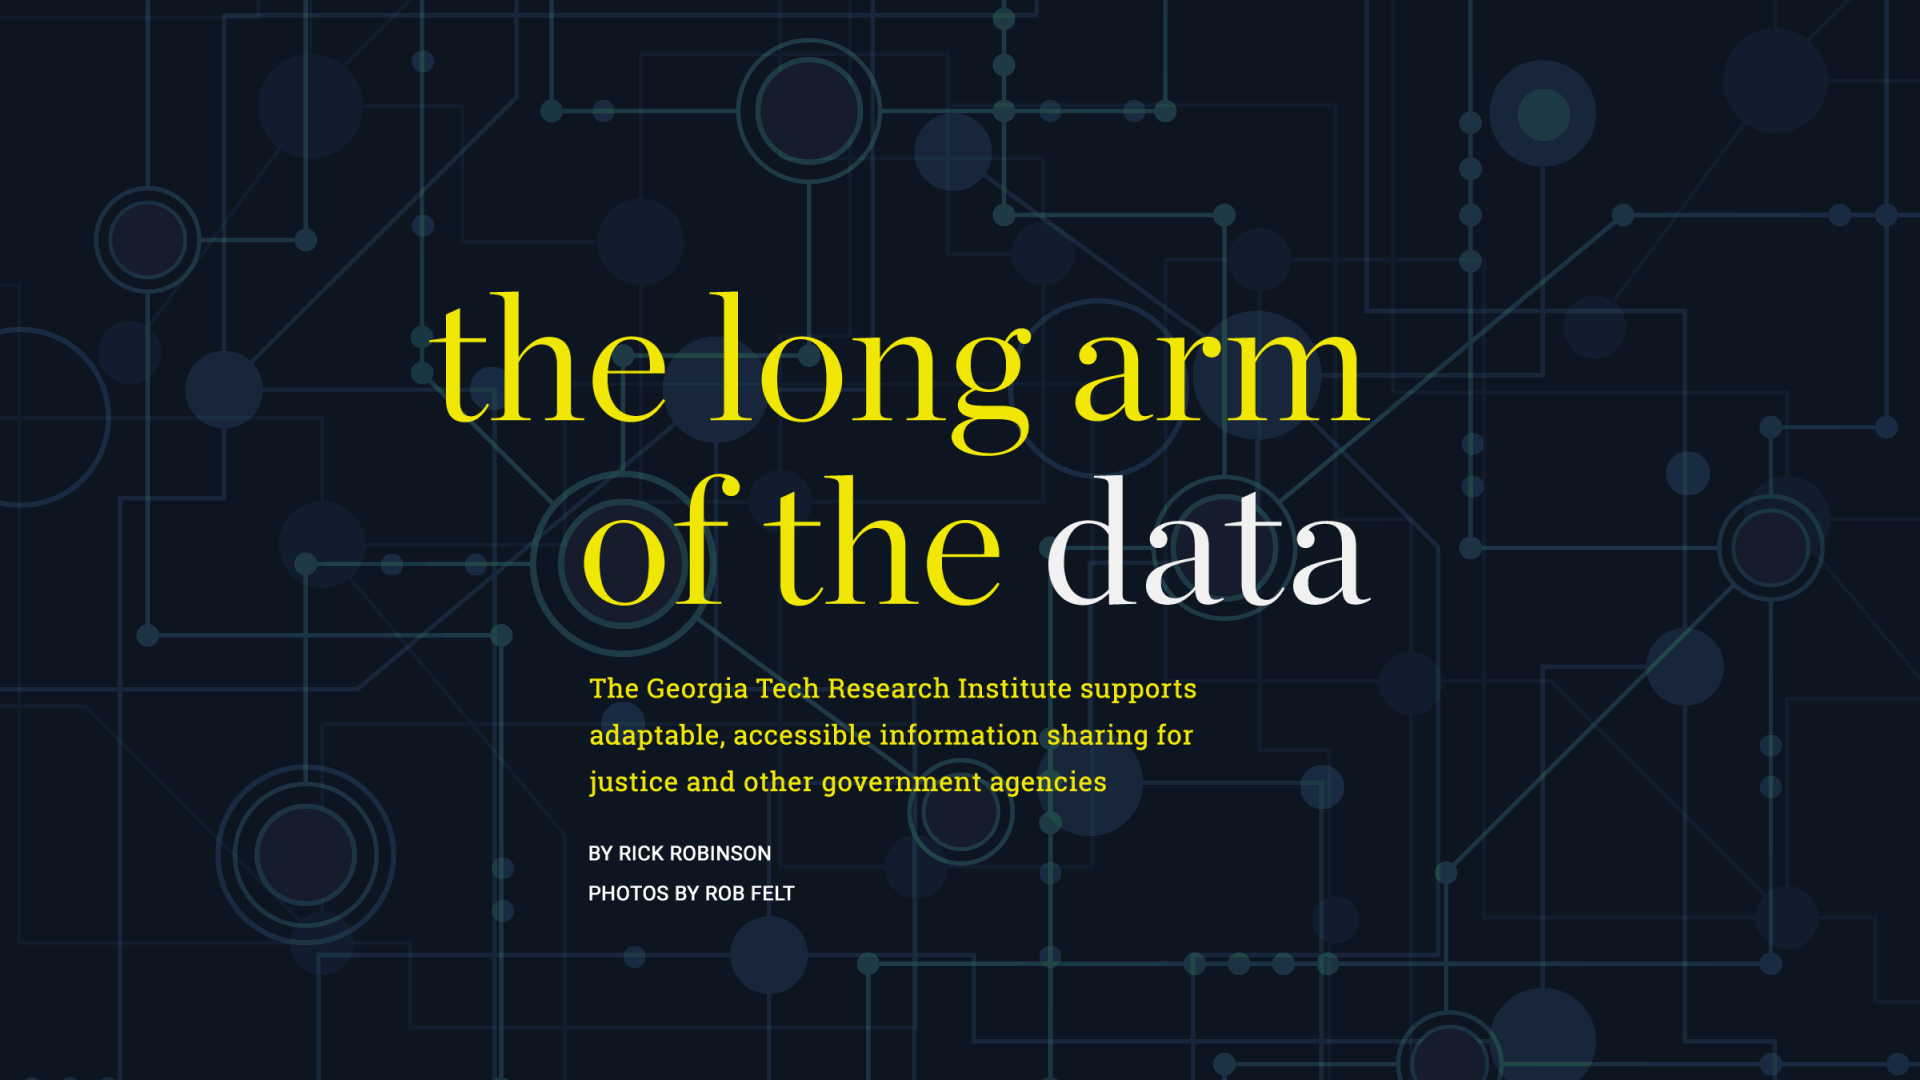 the long arm
of the data
The Georgia Tech Research Institute supports
adaptable, accessible information sharing for
justice and other government agencies
BY RICK ROBINSON
PHOTOS BY ROB FELT